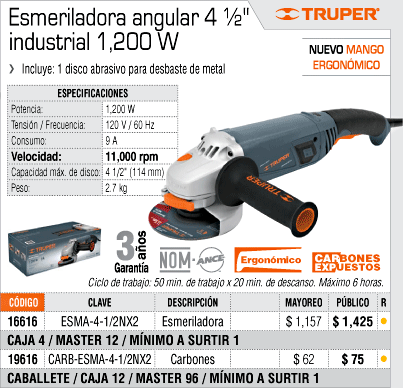 Esmeriladora angular 4 ½"
industrial 1,200 W
TRUPER
NUEVO MANGO
ERGONÓMICO
Incluye: 1 disco abrasivo para desbaste de metal
ESPECIFICACIONES
Potencia: 1,200 W
Tensión / Frecuencia: 120 V / 60 Hz
Consumo: 9 A
Velocidad: 11,000 rpm
Capacidad máx. de disco: 4 1/2" (114 mm)
Peso: 2.7 kg
TRUPER
TRUPER
3 años
Garantía
NOM-ANCE
Ergonómico
CARBONES
EXPUESTOS
Ciclo de trabajo: 50 min. de trabajo x 20 min. de descanso. Máximo 6 horas.
CÓDIGO CLAVE DESCRIPCIÓN MAYOREO PÚBLICO R
16616 ESMA-4-1/2NX2 Esmeriladora $ 1,157 $ 1,425
CAJA 4 / MASTER 12 / MÍNIMO A SURTIR 1
19616 CARB-ESMA-4-1/2NX2 Carbones $ 62 $ 75
CABALLETE / CAJA 12 / MASTER 96 / MÍNIMO A SURTIR 1